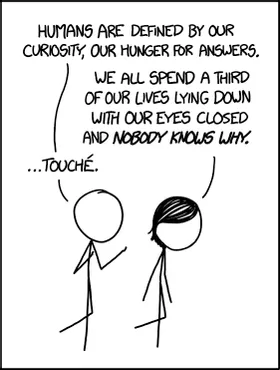 HUMANS ARE DEFINED BY OUR
CURIOSITY, OUR HUNGER FOR ANSWERS.
WE ALL SPEND A THIRD
OF OUR LIVES LYING DOWN
WITH OUR EYES CLOSED
AND NOBODY KNOWS WHY.
...TOUCHÉ.